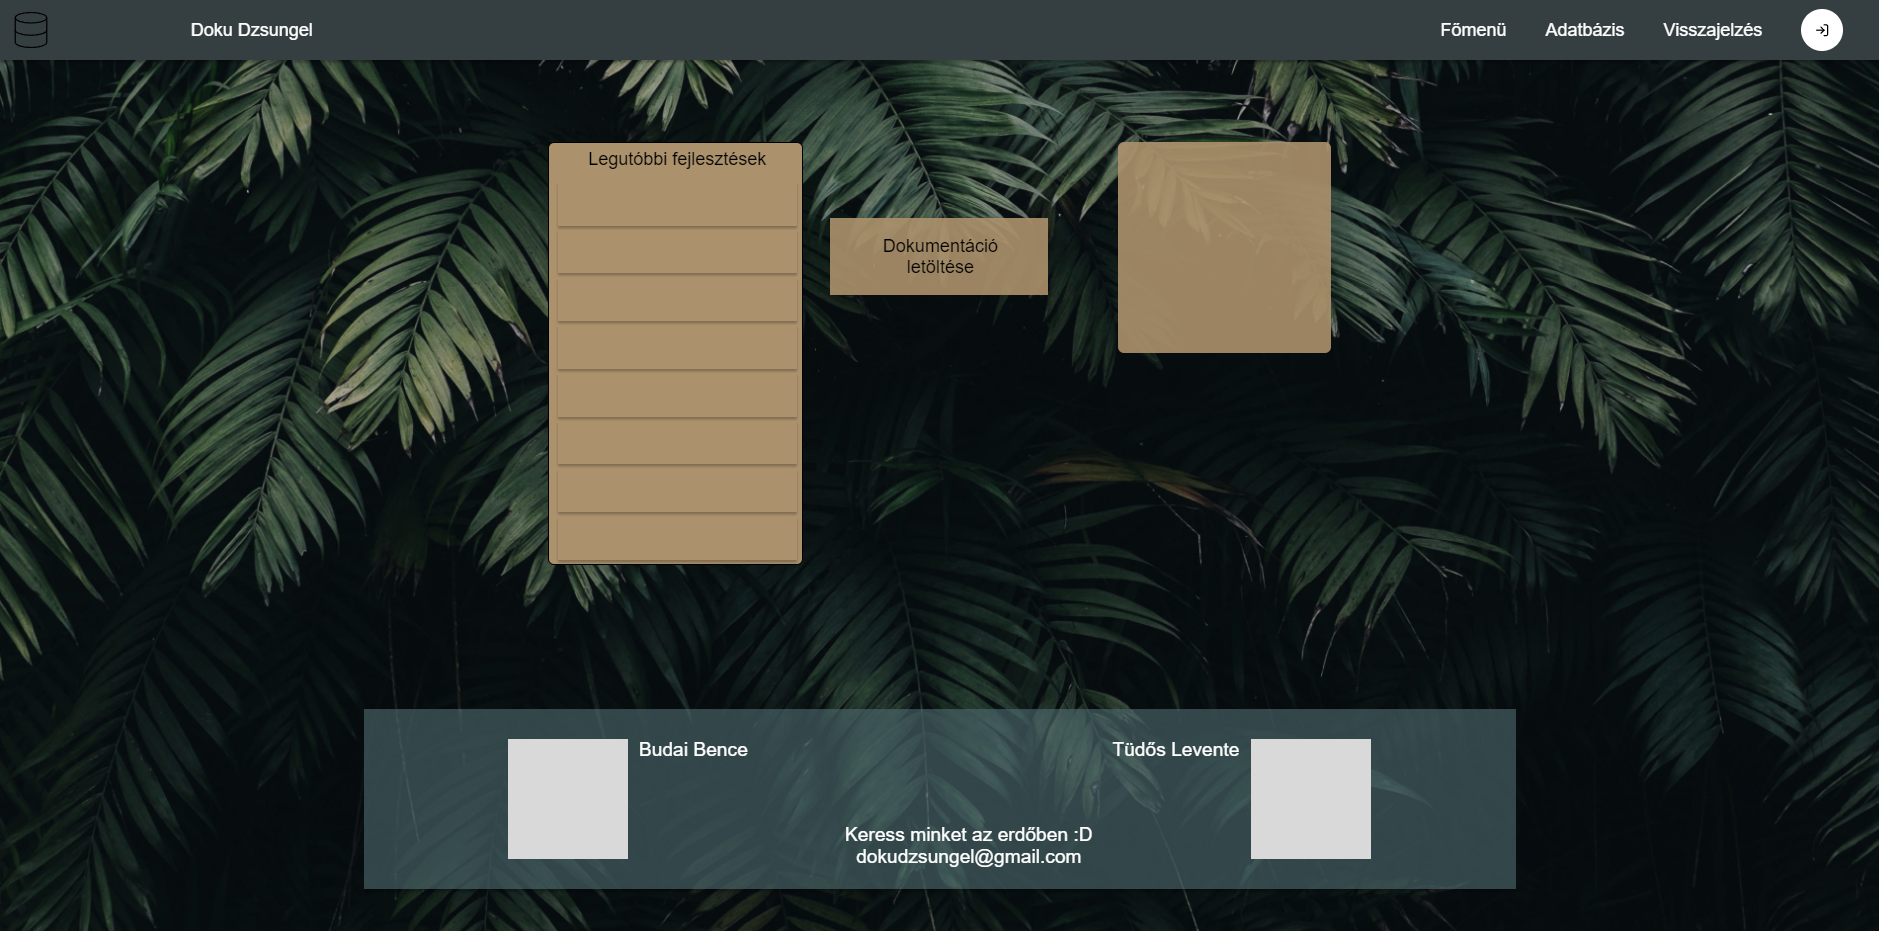 Doku Dzsungel
Főmenü
Adatbázis
Visszajelzés
Legutóbbi fejlesztések
Dokumentáció
letöltése
Budai Bence
Tüdős Levente
Keress minket az erdőben :D
dokudzsungel@gmail.com